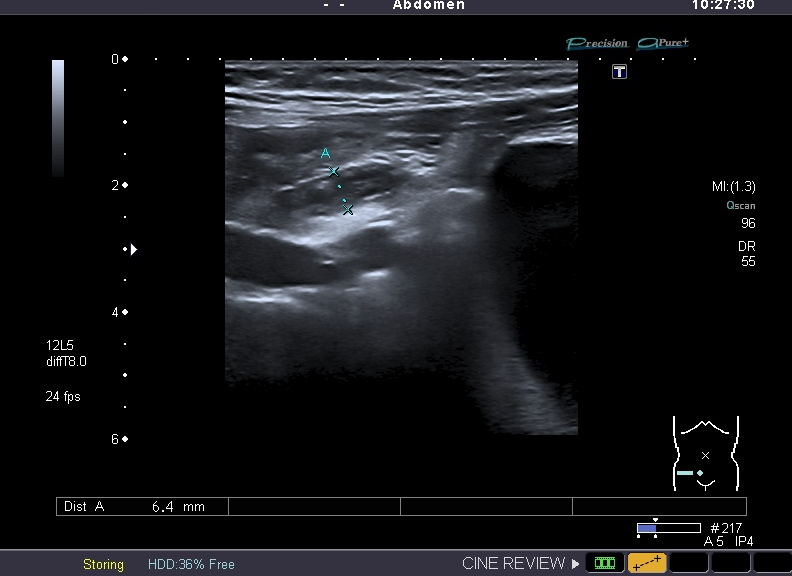 - - Abdomen 10:27:30
Precision APure+
0
T
A
2
MI:(1.3)
Qscan
96
DR
55
4
12L5
diffT8.0
24 fps
6
Dist A 6.4 mm
#217
A 5 IP4
Storing HDD:36% Free CINE REVIEW